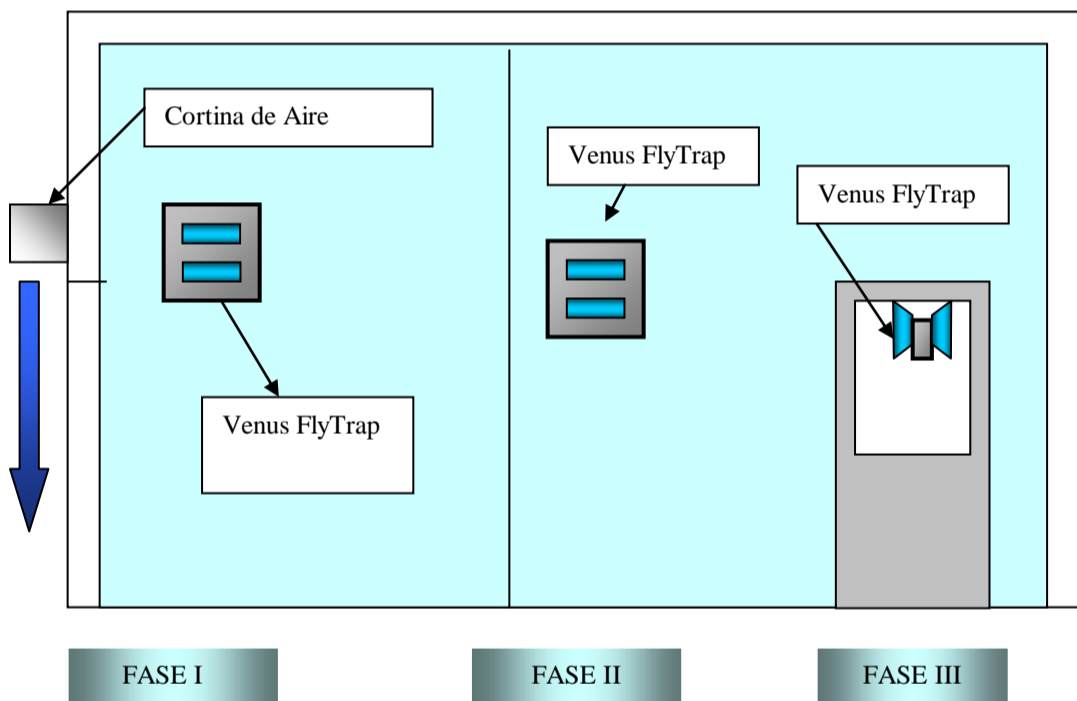 Cortina de Aire
Venus FlyTrap
Venus FlyTrap
Venus FlyTrap
FASE I
FASE II
FASE III